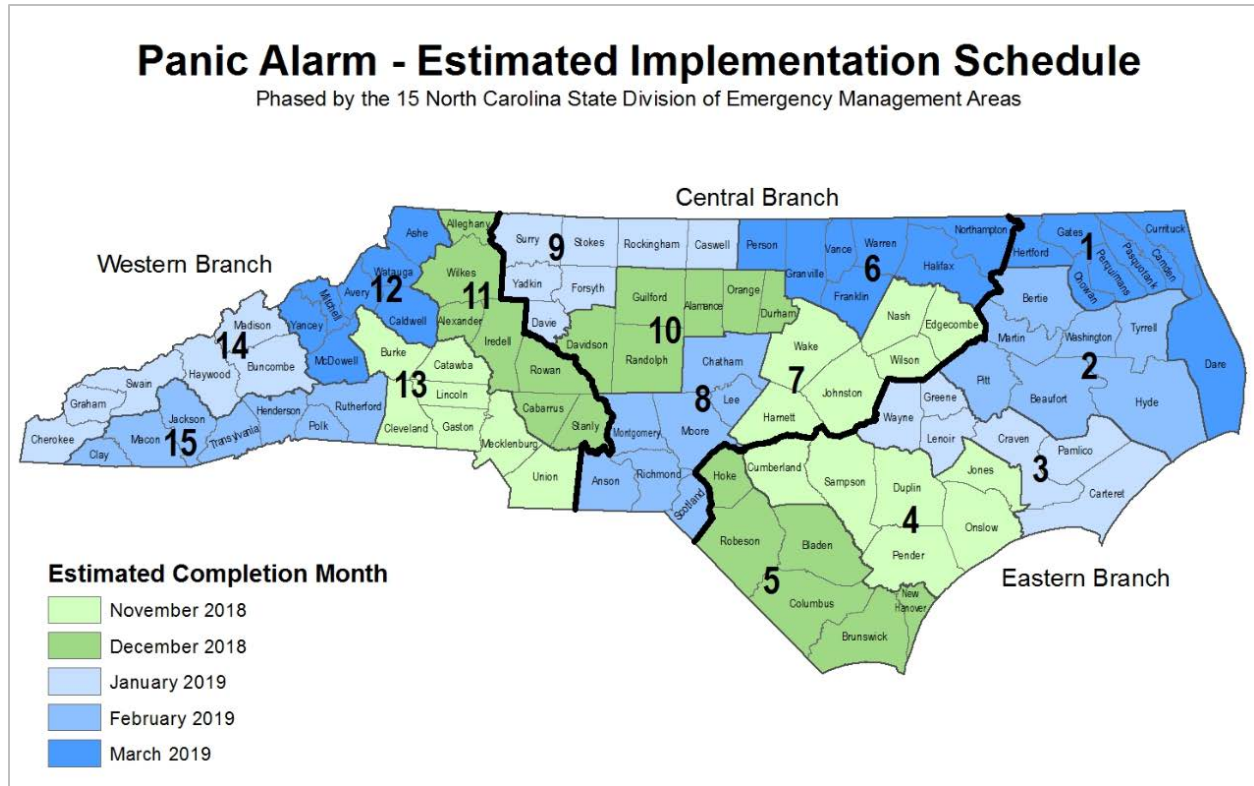 Panic Alarm - Estimated Implementation Schedule
Phased by the 15 North Carolina State Division of Emergency Management Areas
Central Branch
Western Branch
Eastern Branch
Alleghany
Ashe
Surry
Stokes
Rockingham
Caswell
Person
Granville
Vance
Warren
Northampton
Halifax
Franklin
Hertford
Gates
Currituck
Camden
Pasquotank
Perquimans
Chowan
Watauga
Wilkes
Yadkin
Forsyth
Guilford
Alamance
Orange
Durham
Nash
Edgecombe
Bertie
Martin
Washington
Tyrrell
Dare
Mitchell
Avery
Yancey
Caldwell
Alexander
Iredell
Davie
Davidson
Randolph
Chatham
Wake
Wilson
Johnston
Pitt
Beaufort
Hyde
Madison
McDowell
Burke
Catawba
Rowan
Buncombe
Haywood
Swain
Graham
Cherokee
Clay
Macon
Jackson
Transylvania
Henderson
Polk
Rutherford
Cleveland
Lincoln
Gaston
Mecklenburg
Cabarrus
Stanly
Union
Anson
Montgomery
Moore
Lee
Harnett
Richmond
Scotland
Hoke
Cumberland
Sampson
Wayne
Greene
Lenoir
Craven
Pamlico
Carteret
Jones
Duplin
Onslow
Pender
Robeson
Bladen
Columbus
New
Hanover
Brunswick
1
2
3
4
5
6
7
8
9
10
11
12
13
14
15
Estimated Completion Month
November 2018
December 2018
January 2019
February 2019
March 2019